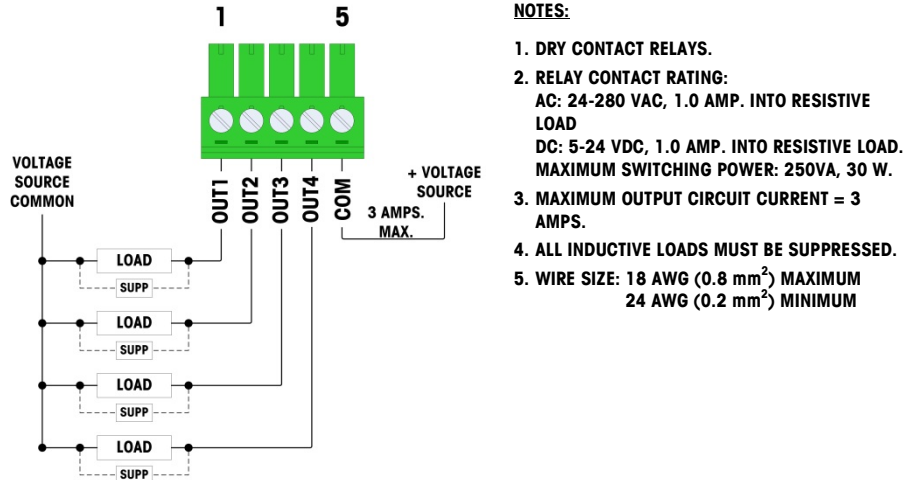 1 5
VOLTAGE
SOURCE
COMMON
OUT1
OUT2
OUT3
OUT4
COM
+ VOLTAGE
SOURCE
3 AMPS.
MAX.
LOAD
SUPP
LOAD
SUPP
LOAD
SUPP
LOAD
SUPP
NOTES:
1. DRY CONTACT RELAYS.
2. RELAY CONTACT RATING:
AC: 24-280 VAC, 1.0 AMP. INTO RESISTIVE
LOAD
DC: 5-24 VDC, 1.0 AMP. INTO RESISTIVE LOAD.
MAXIMUM SWITCHING POWER: 250VA, 30 W.
3. MAXIMUM OUTPUT CIRCUIT CURRENT = 3
AMPS.
4. ALL INDUCTIVE LOADS MUST BE SUPPRESSED.
5. WIRE SIZE: 18 AWG (0.8 mm²) MAXIMUM
24 AWG (0.2 mm²) MINIMUM